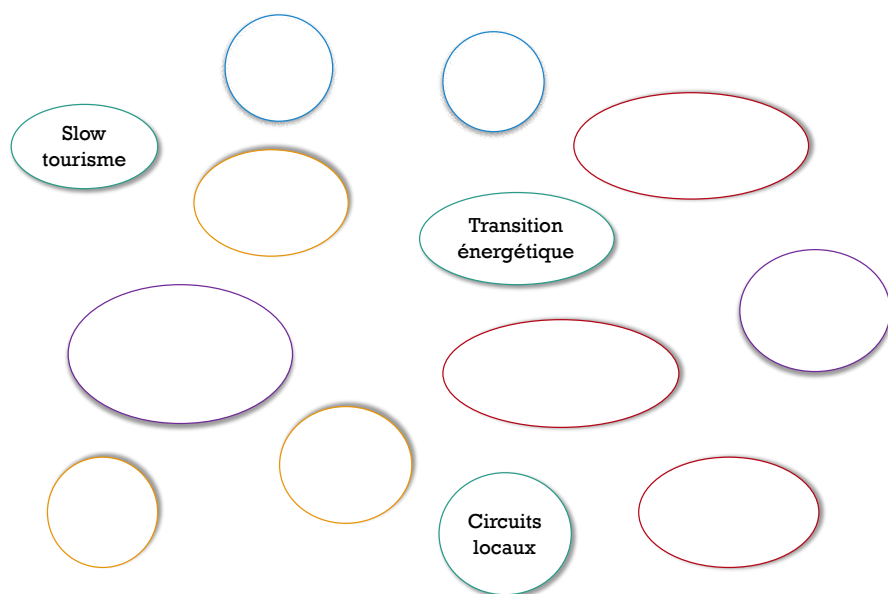 Slow
tourisme
Transition
énergétique
Circuits
locaux